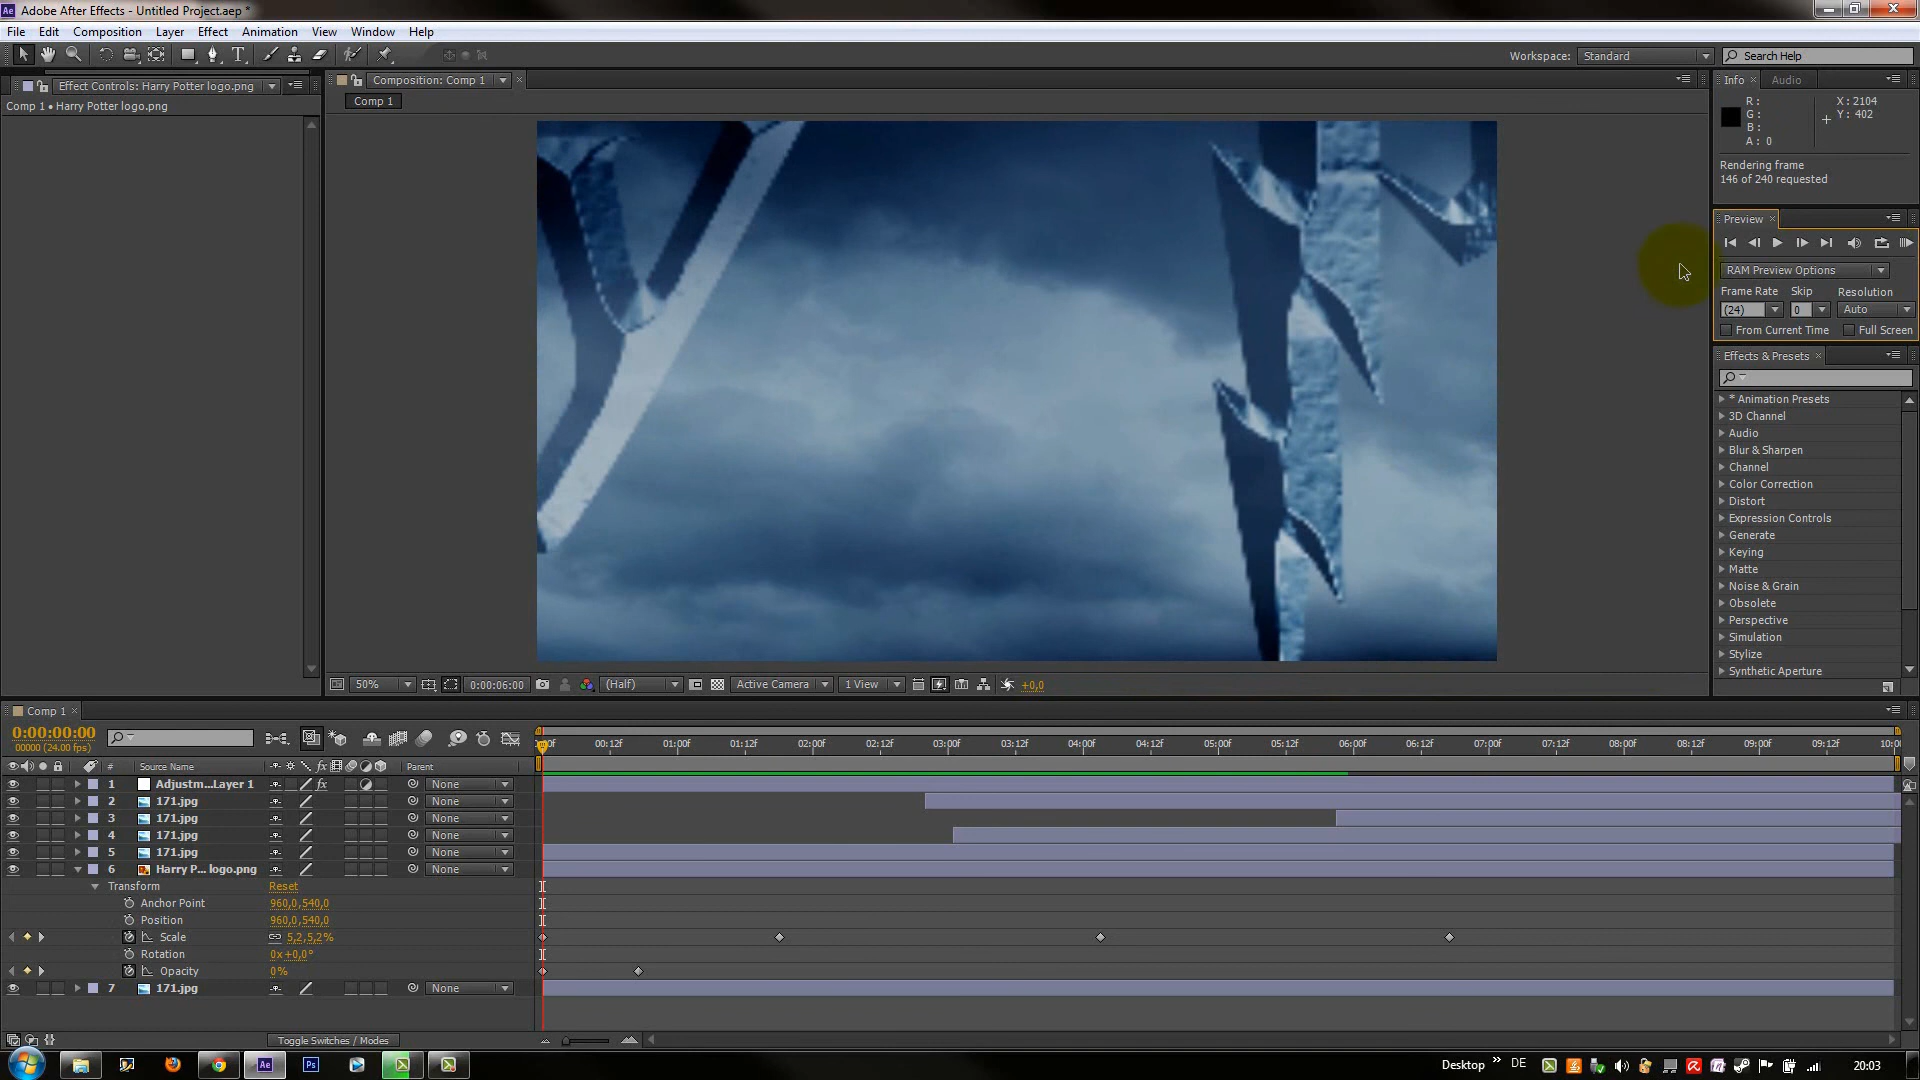 Ae Adobe After Effects - Untitled Project.aep *
File Edit Composition Layer Effect Animation View Window Help
T Workspace: Standard Search Help
Effect Controls: Harry Potter logo.png
Comp 1 • Harry Potter logo.png
Composition: Comp 1
Comp 1
Info Audio
R: X: 2104
G: Y: 402
B:
A: 0
Rendering frame
146 of 240 requested
Preview
RAM Preview Options
Frame Rate Skip Resolution
(24) 0 Auto
From Current Time Full Screen
Effects & Presets
* Animation Presets
3D Channel
Audio
Blur & Sharpen
Channel
Color Correction
Distort
Expression Controls
Generate
Keying
Matte
Noise & Grain
Obsolete
Perspective
Simulation
Stylize
Synthetic Aperture
50% 0:00:06:00 (Half) Active Camera 1 View +0,0
Comp 1
0:00:00:00
00000 (24.00 fps)
00:12f 01:00f 01:12f 02:00f 02:12f 03:00f 03:12f 04:00f 04:12f 05:00f 05:12f 06:00f 06:12f 07:00f 07:12f 08:00f 08:12f 09:00f 09:12f 10:00
# Source Name fx Parent
1 Adjustm...Layer 1 fx None
2 171.jpg None
3 171.jpg None
4 171.jpg None
5 171.jpg None
6 Harry P... logo.png None
Transform Reset
Anchor Point 960,0,540,0
Position 960,0,540,0
Scale 5,2,5,2%
Rotation 0x+0,0°
Opacity 0%
7 171.jpg None
Toggle Switches / Modes
Ae Ps Desktop » DE 20:03